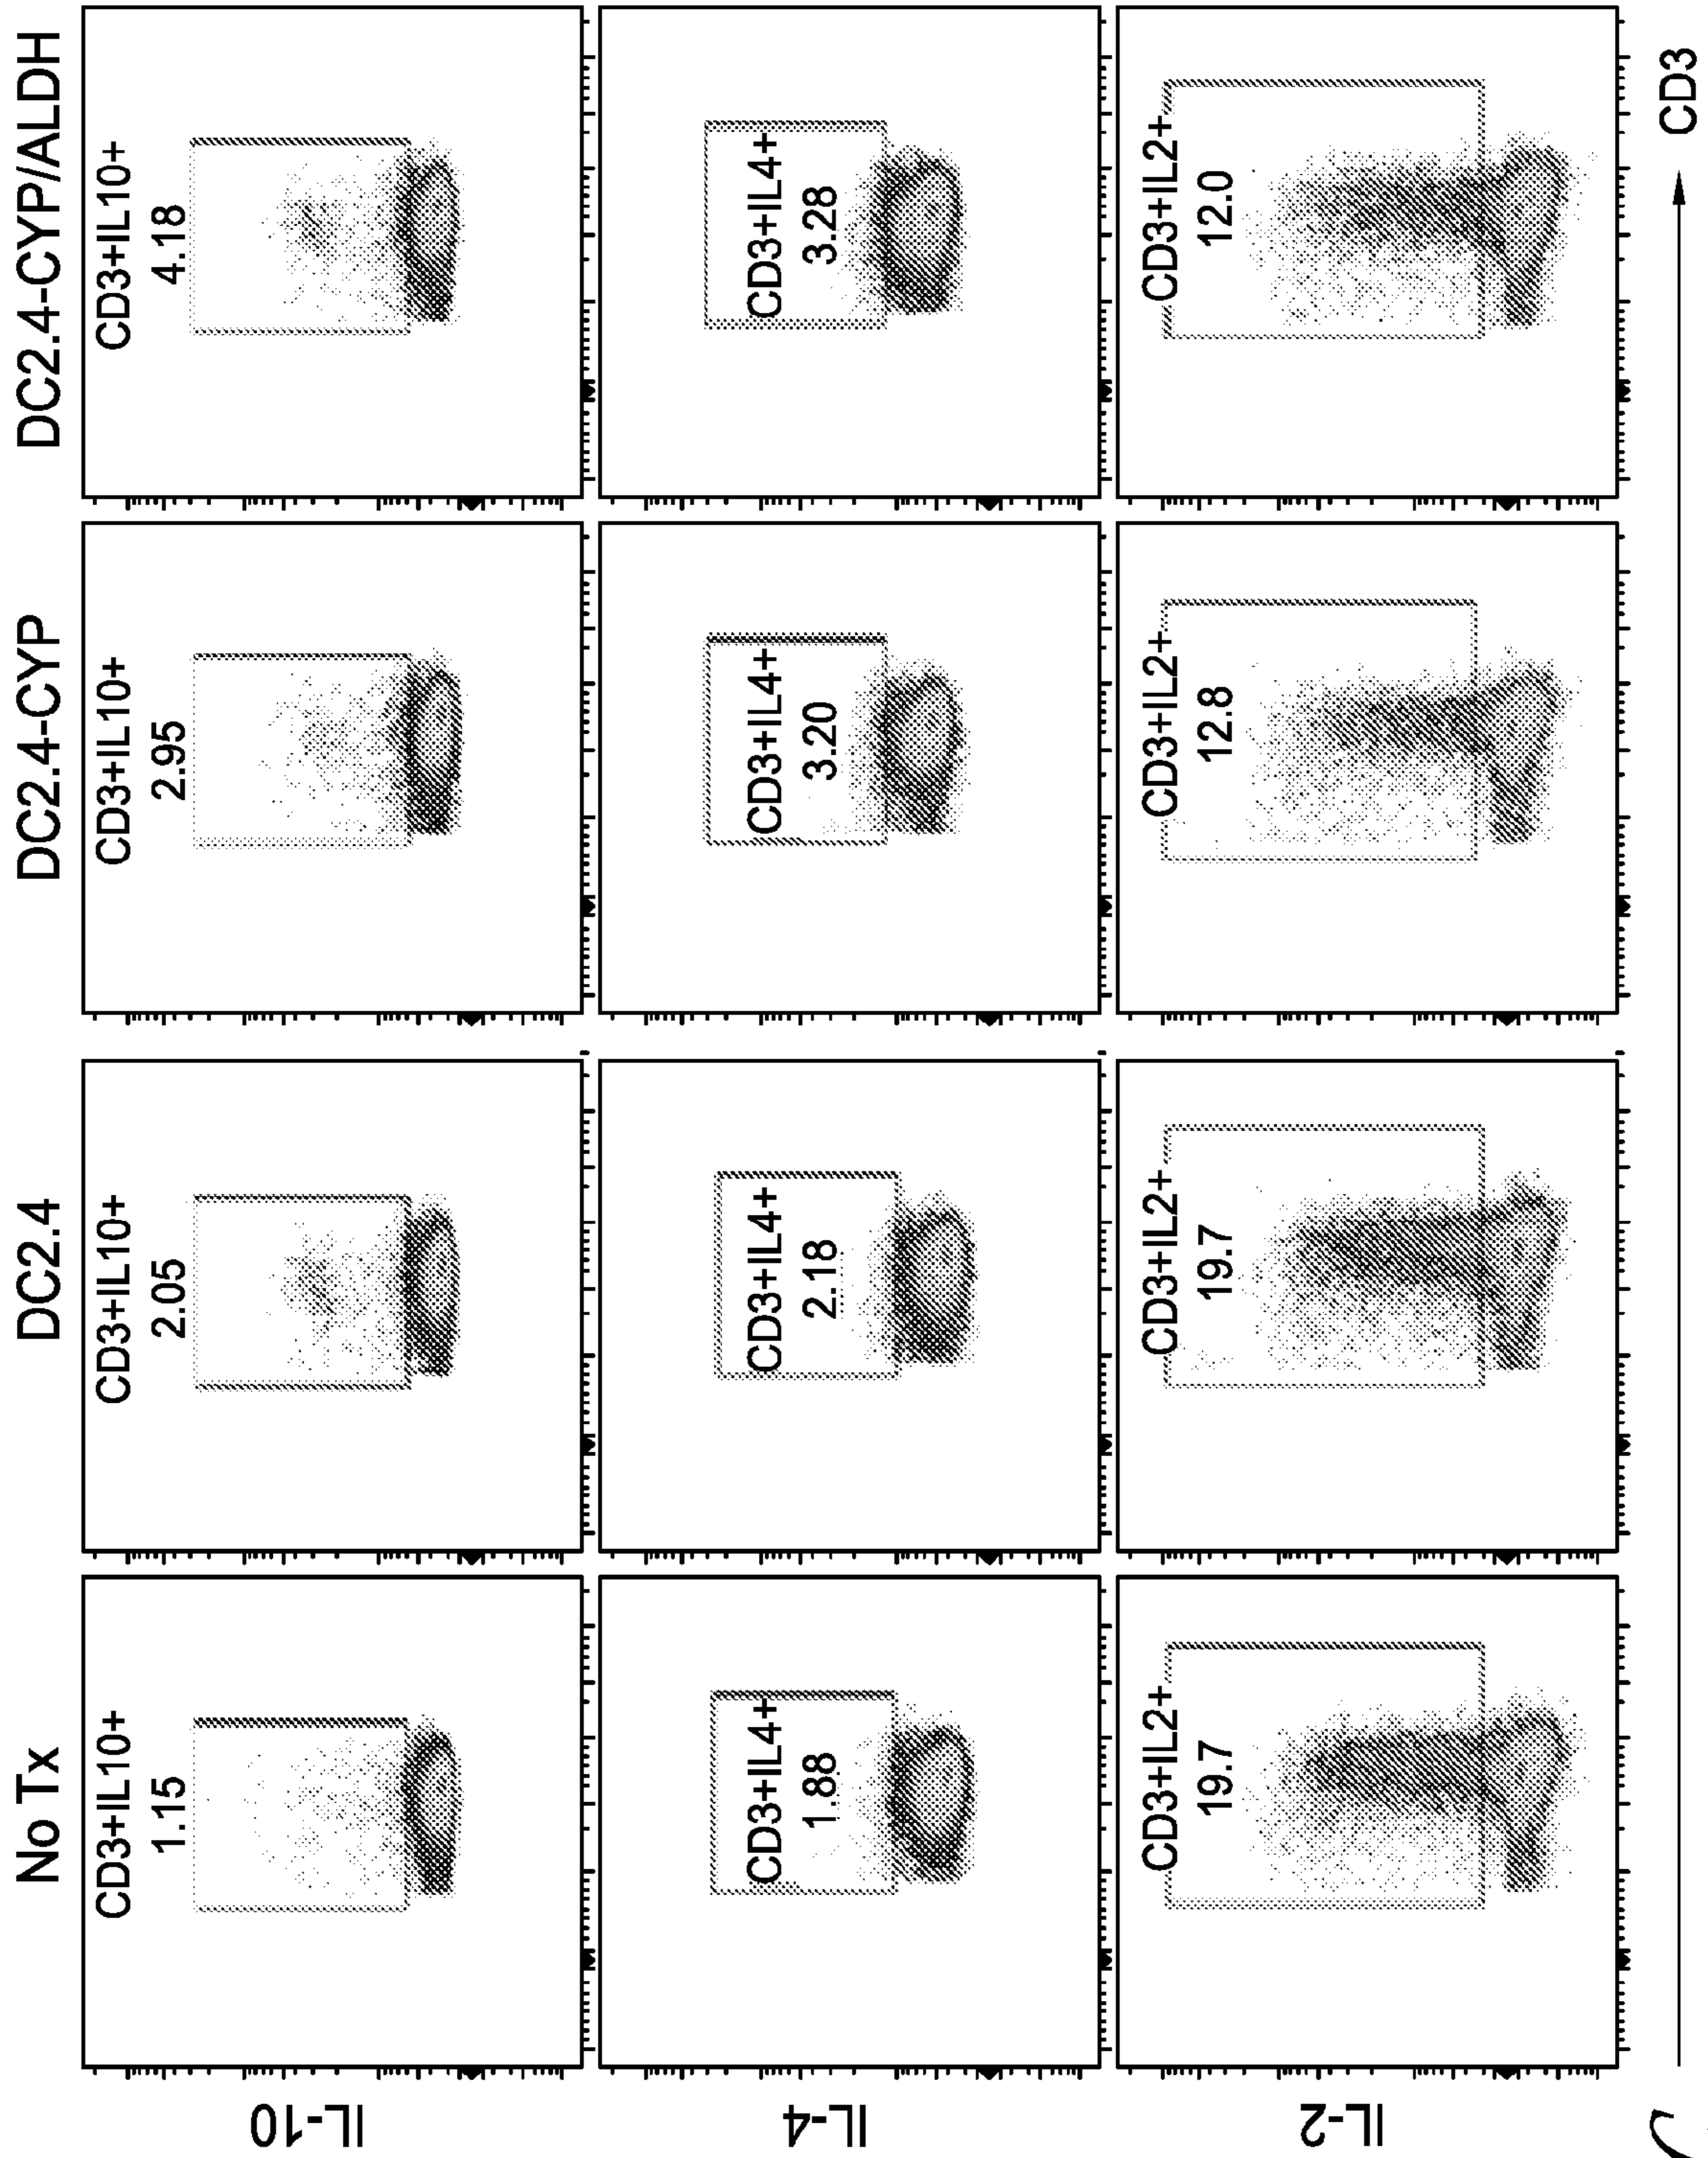 No Tx
DC2.4
DC2.4-CYP
DC2.4-CYP/ALDH
IL-10
CD3+IL10+
1.15
CD3+IL10+
2.05
CD3+IL10+
2.95
CD3+IL10+
4.18
IL-4
CD3+IL4+
1.88
CD3+IL4+
2.18
CD3+IL4+
3.20
CD3+IL4+
3.28
IL-2
CD3+IL2+
19.7
CD3+IL2+
19.7
CD3+IL2+
12.8
CD3+IL2+
12.0
CD3